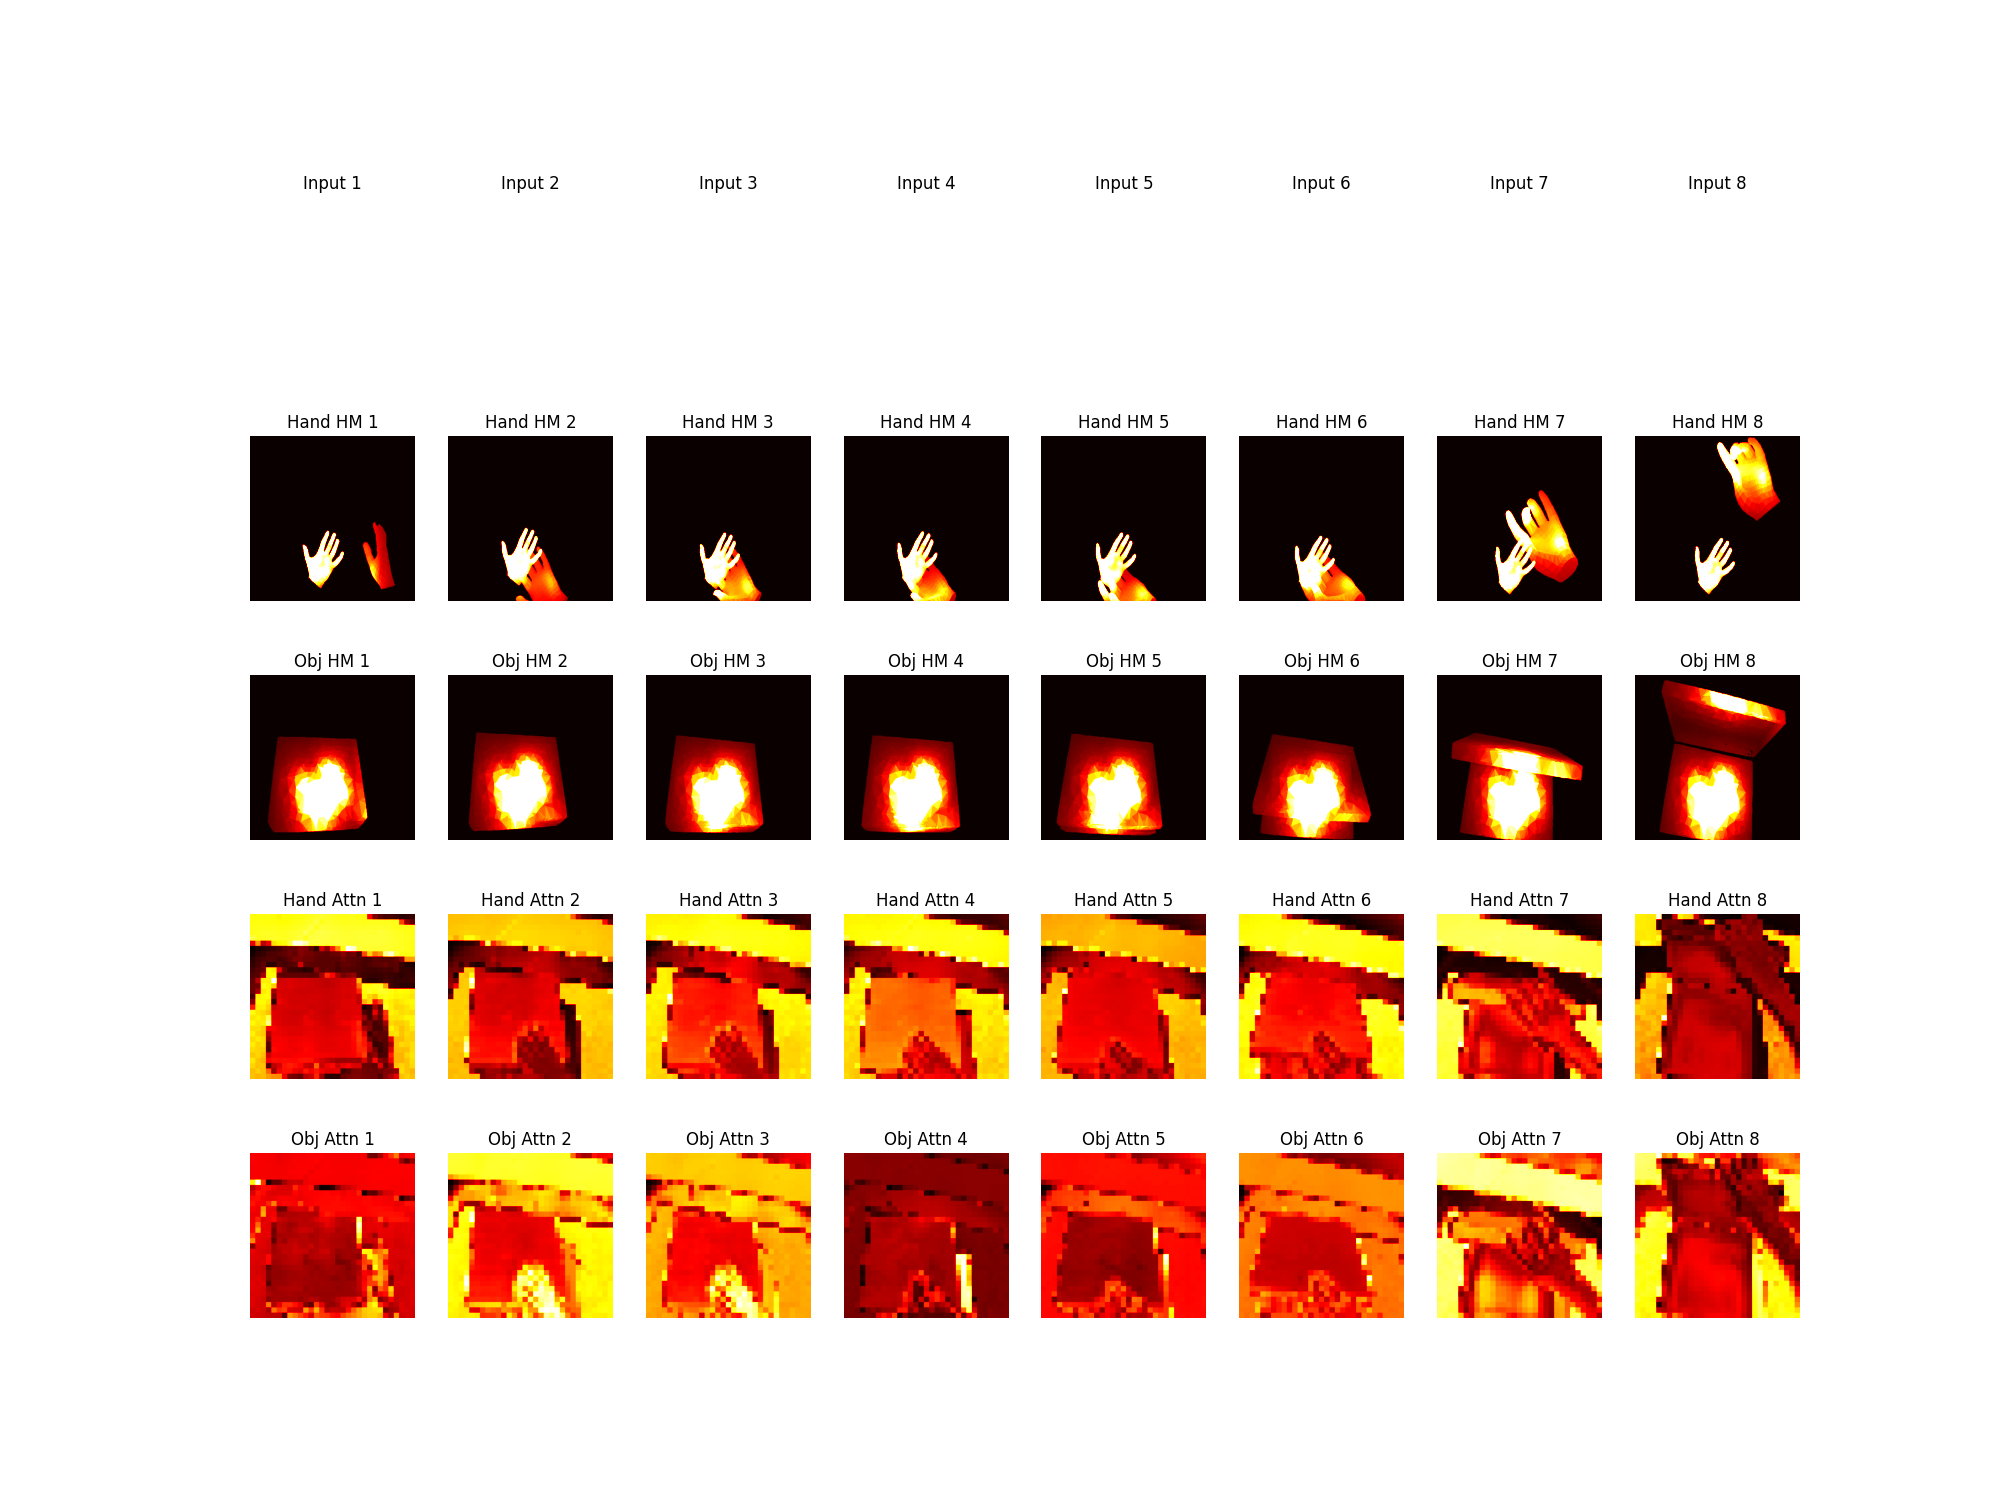 Input 1 Input 2 Input 3 Input 4 Input 5 Input 6 Input 7 Input 8
Hand HM 1 Hand HM 2 Hand HM 3 Hand HM 4 Hand HM 5 Hand HM 6 Hand HM 7 Hand HM 8
Obj HM 1 Obj HM 2 Obj HM 3 Obj HM 4 Obj HM 5 Obj HM 6 Obj HM 7 Obj HM 8
Hand Attn 1 Hand Attn 2 Hand Attn 3 Hand Attn 4 Hand Attn 5 Hand Attn 6 Hand Attn 7 Hand Attn 8
Obj Attn 1 Obj Attn 2 Obj Attn 3 Obj Attn 4 Obj Attn 5 Obj Attn 6 Obj Attn 7 Obj Attn 8